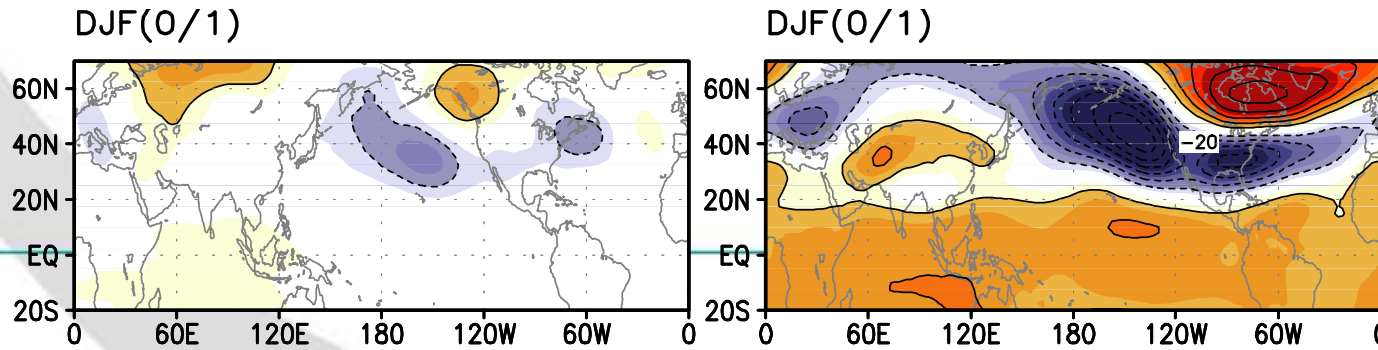 DJF(0/1) DJF(0/1)
60N 60N
40N 40N
-20
20N 20N
EQ EQ
20S 20S
0 60E 120E 180 120W 60W 0 0 60E 120E 180 120W 60W 0